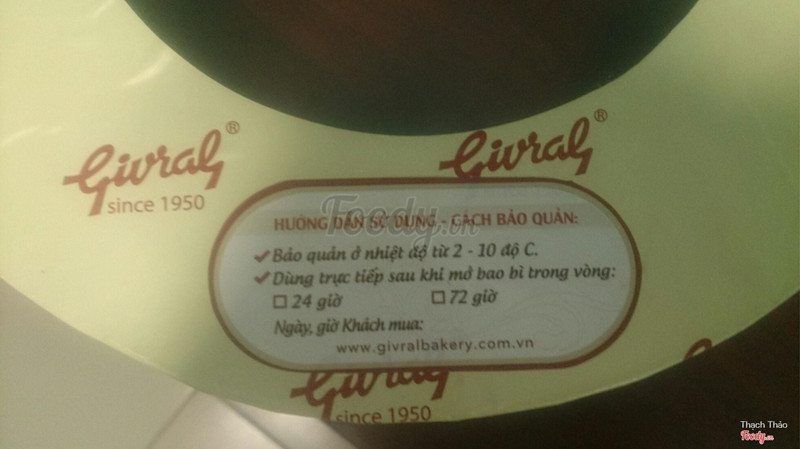 Givral®
since 1950
Givral®
HƯỚNG DẪN SỬ DỤNG - CÁCH BẢO QUẢN:
✓ Bảo quản ở nhiệt độ từ 2 - 10 độ C.
✓ Dùng trực tiếp sau khi mở bao bì trong vòng:
☐ 24 giờ ☐ 72 giờ
Ngày, giờ Khách mua:
www.givralbakery.com.vn
Givral
since 1950
Foody.vn
Thạch Thảo
Foody.vn